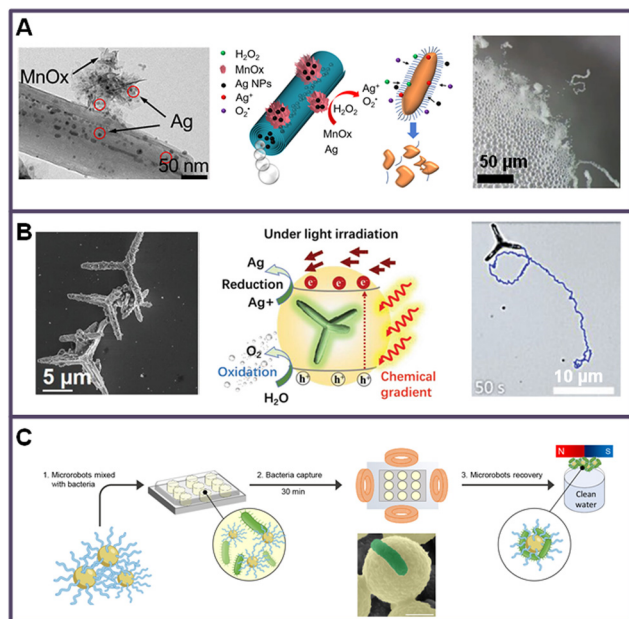 A
MnOx
Ag
50 nm
H₂O₂
MnOx
Ag NPs
Ag⁺
O₂•
H₂O₂
MnOx
Ag
Ag⁺
O₂•
50 µm
B
5 µm
Under light irradiation
Ag
Reduction
Ag+
e⁻ e⁻ e⁻
O₂
Oxidation
H₂O
h⁺ h⁺ h⁺
Chemical
gradient
50 s
10 µm
C
1. Microrobots mixed
with bacteria
2. Bacteria capture
30 min
3. Microrobots recovery
N S
Clean
water